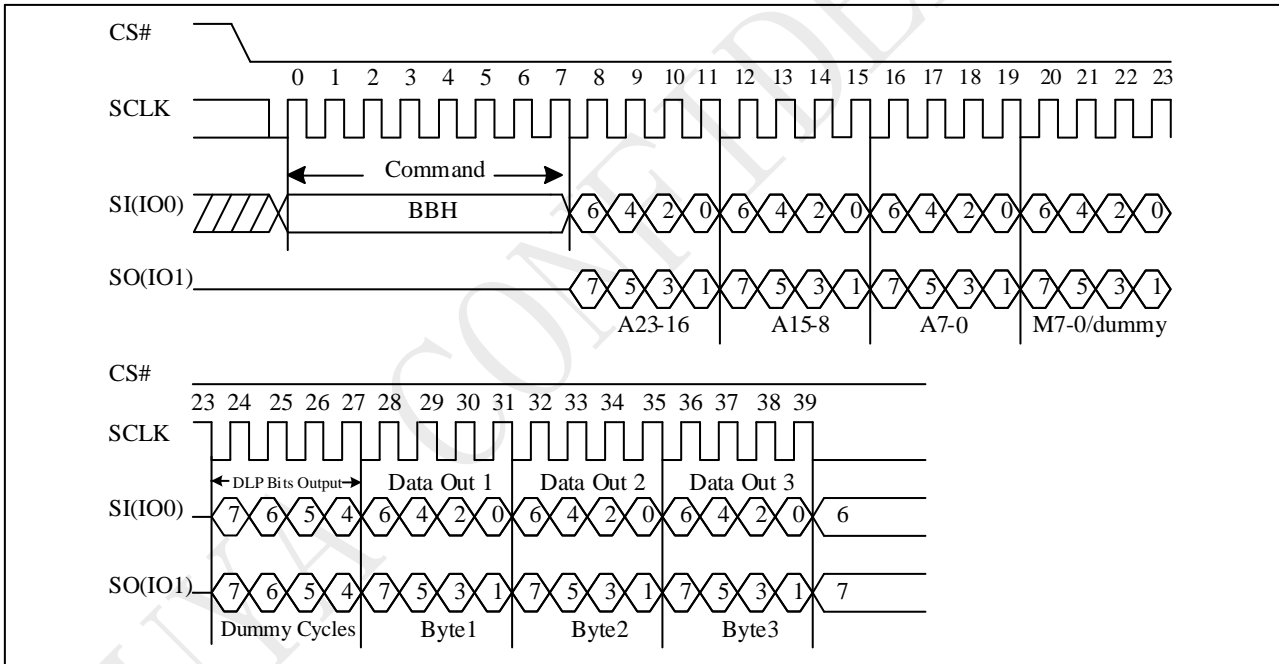 CS#
0 1 2 3 4 5 6 7 8 9 10 11 12 13 14 15 16 17 18 19 20 21 22 23
SCLK
Command
SI(IO0) BBH 6 4 2 0 6 4 2 0 6 4 2 0 6 4 2 0
SO(IO1) 7 5 3 1 7 5 3 1 7 5 3 1 7 5 3 1
A23-16 A15-8 A7-0 M7-0/dummy
CS#
23 24 25 26 27 28 29 30 31 32 33 34 35 36 37 38 39
SCLK
DLP Bits Output Data Out 1 Data Out 2 Data Out 3
SI(IO0) 7 6 5 4 6 4 2 0 6 4 2 0 6 4 2 0 6
SO(IO1) 7 6 5 4 7 5 3 1 7 5 3 1 7 5 3 1 7
Dummy Cycles Byte1 Byte2 Byte3